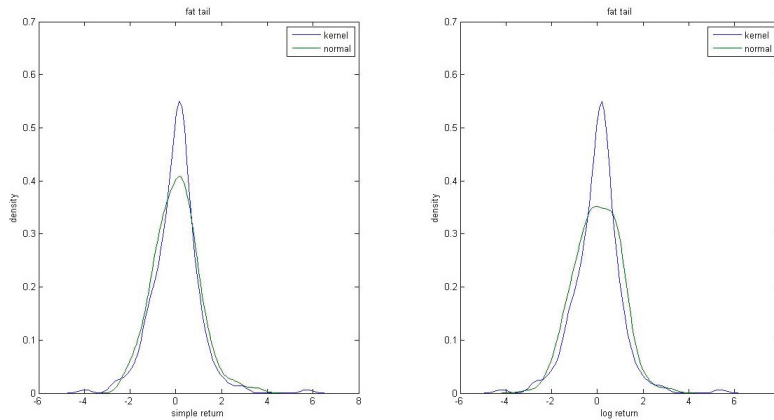 fat tail
0.7
0.6
0.5
0.4
0.3
0.2
0.1
0
-6 -4 -2 0 2 4 6 8
density
simple return
kernel
normal
fat tail
0.7
0.6
0.5
0.4
0.3
0.2
0.1
0
-6 -4 -2 0 2 4 6
density
log return
kernel
normal